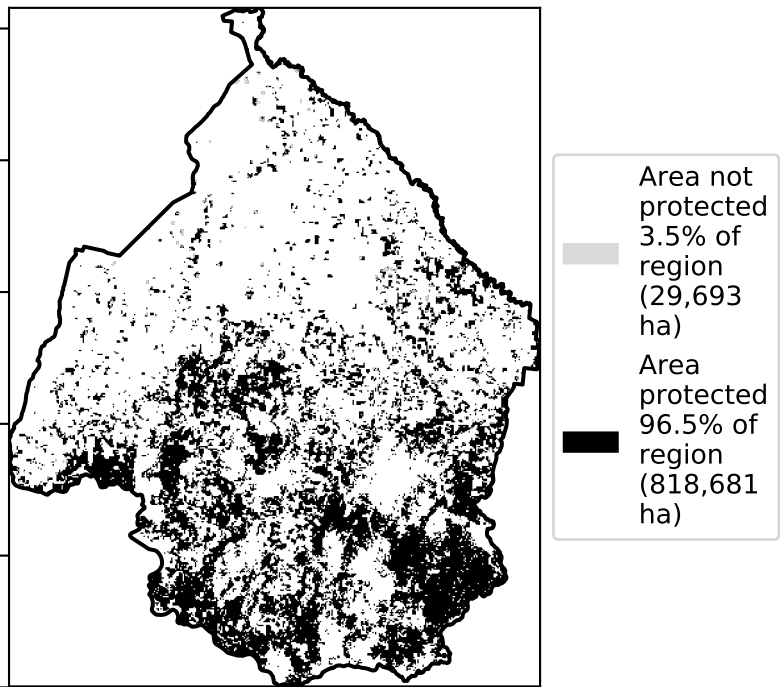 Area not
protected
3.5% of
region
(29,693
ha)
Area
protected
96.5% of
region
(818,681
ha)